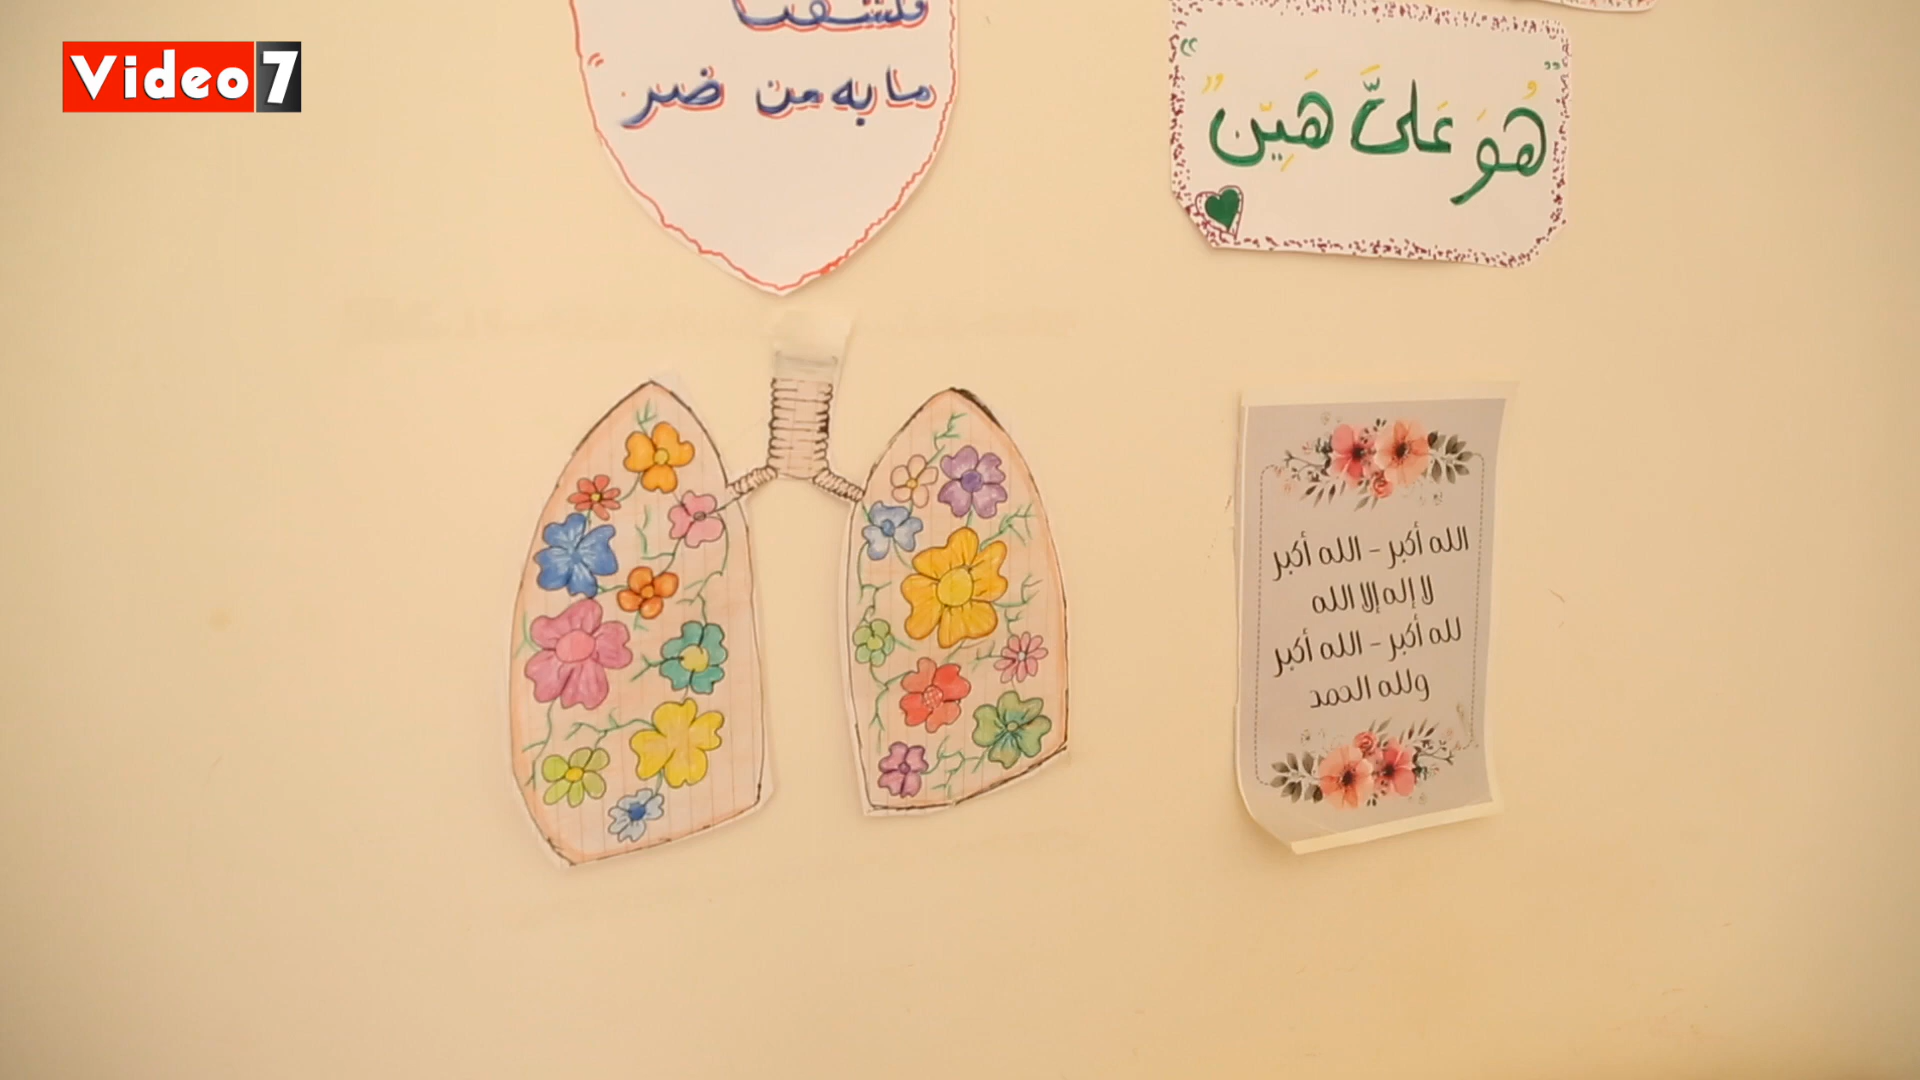 Video7
فكشفنا
ما به من ضر
"هُوَ عَلَىَّ هَيِّنٌ"
الله أكبر - الله أكبر
لا إله إلا الله
لله أكبر - الله أكبر
ولله الحمد